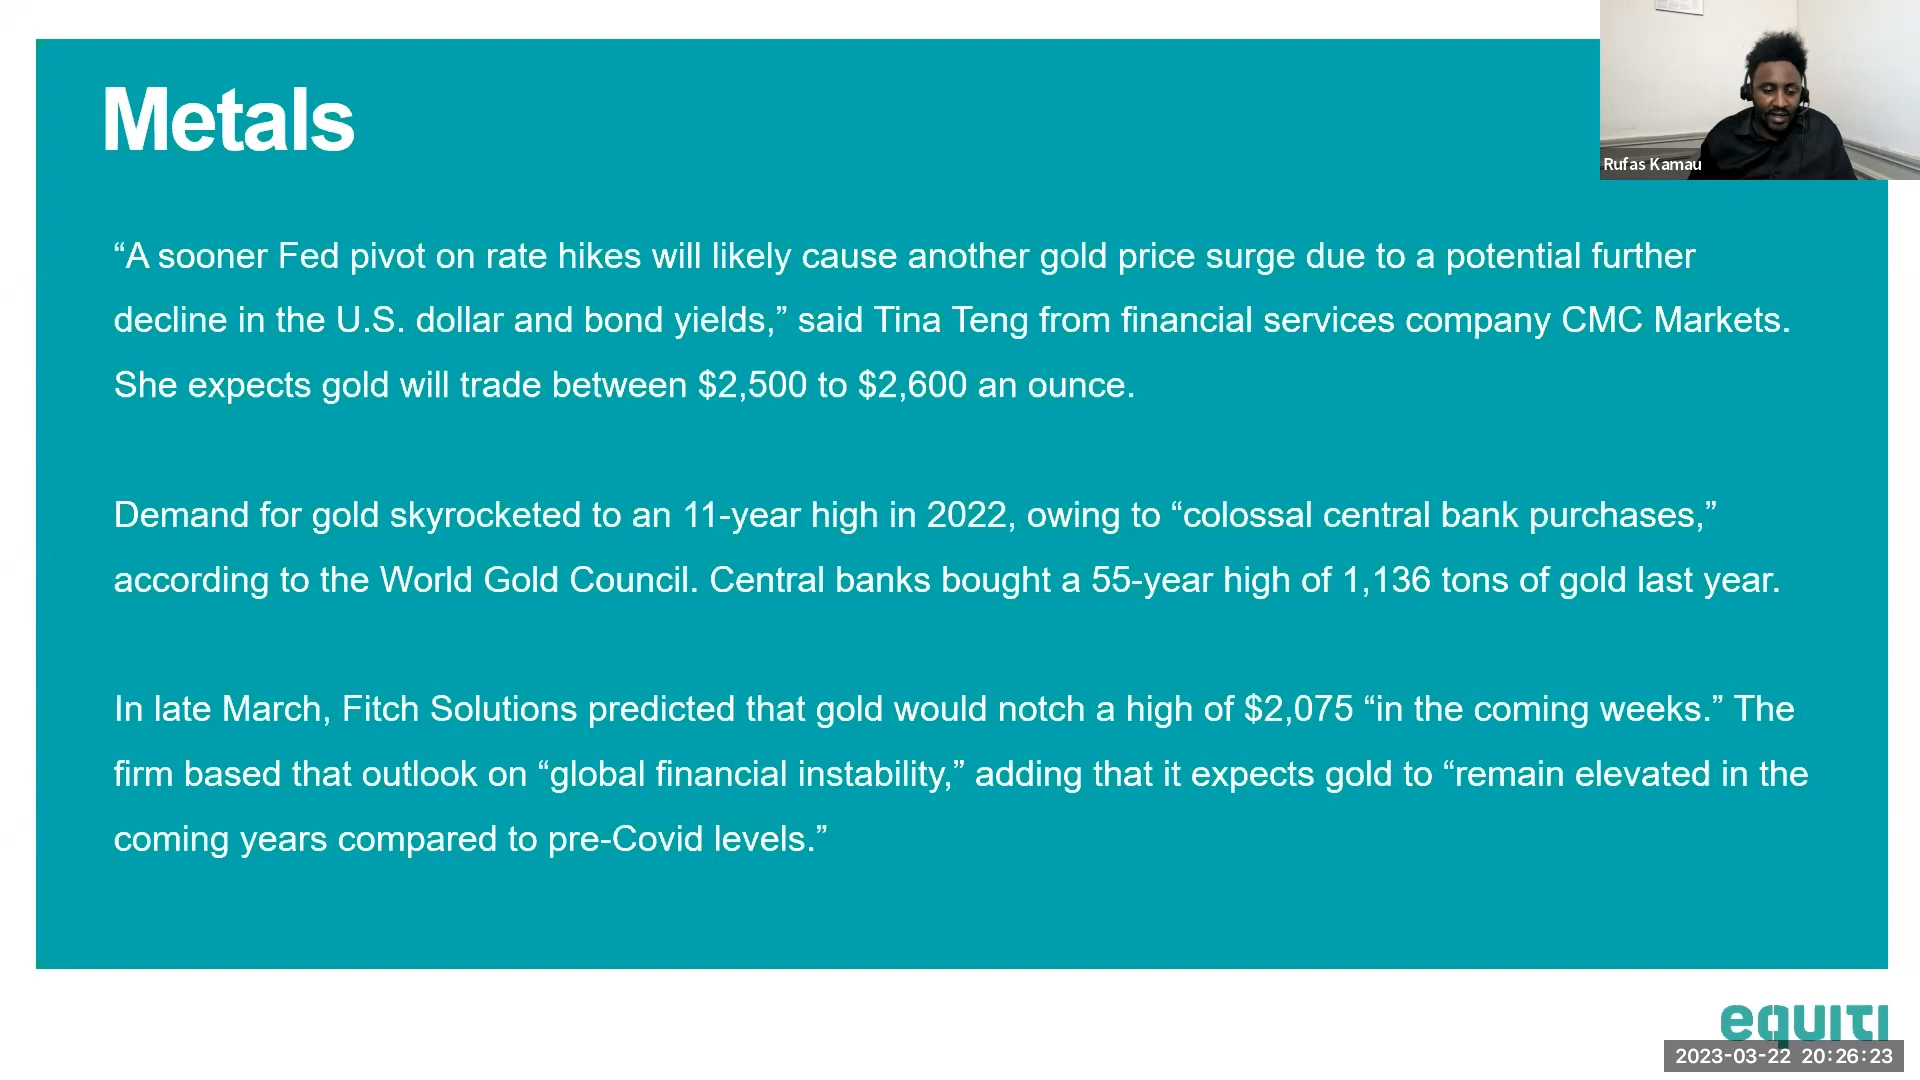 Metals
Rufas Kamau
“A sooner Fed pivot on rate hikes will likely cause another gold price surge due to a potential further
decline in the U.S. dollar and bond yields,” said Tina Teng from financial services company CMC Markets.
She expects gold will trade between $2,500 to $2,600 an ounce.
Demand for gold skyrocketed to an 11-year high in 2022, owing to “colossal central bank purchases,”
according to the World Gold Council. Central banks bought a 55-year high of 1,136 tons of gold last year.
In late March, Fitch Solutions predicted that gold would notch a high of $2,075 “in the coming weeks.” The
firm based that outlook on “global financial instability,” adding that it expects gold to “remain elevated in the
coming years compared to pre-Covid levels.”
equiti
2023-03-22 20:26:23